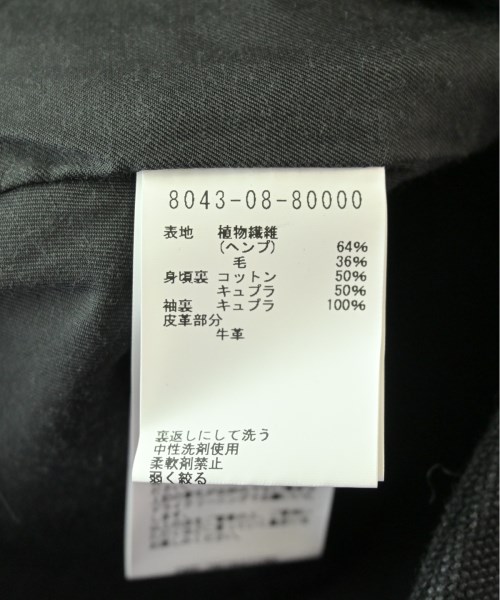 8043-08-80000
表地 植物繊維
(ヘンプ) 64%
毛 36%
身頃裏 コットン 50%
キュプラ 50%
袖裏 キュプラ 100%
皮革部分
牛革
裏返しにして洗う
中性洗剤使用
柔軟剤禁止
弱く絞る